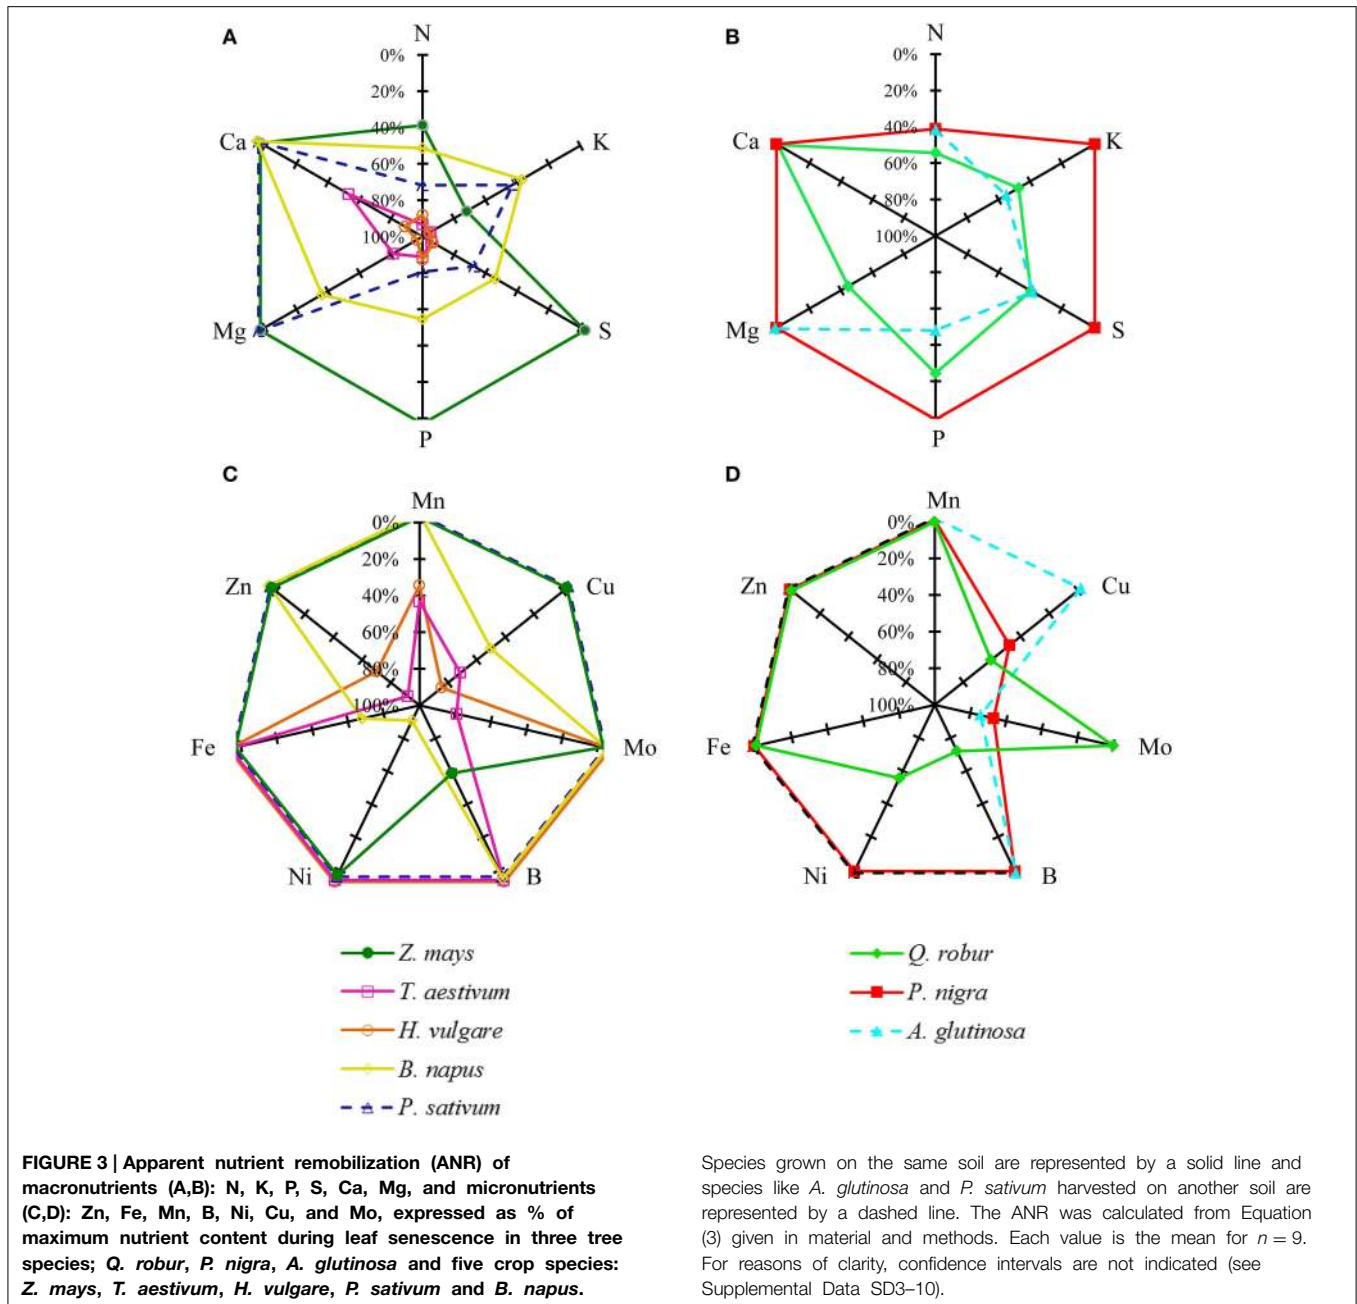 A
N
0%
20%
40%
60%
80%
100%
Ca
K
Mg
S
P
B
N
0%
20%
40%
60%
80%
100%
Ca
K
Mg
S
P
C
Mn
0%
20%
40%
60%
80%
100%
Zn
Cu
Fe
Mo
Ni
B
D
Mn
0%
20%
40%
60%
80%
100%
Zn
Cu
Fe
Mo
Ni
B
Z. mays
T. aestivum
H. vulgare
B. napus
P. sativum
Q. robur
P. nigra
A. glutinosa
FIGURE 3 | Apparent nutrient remobilization (ANR) of
macronutrients (A,B): N, K, P, S, Ca, Mg, and micronutrients
(C,D): Zn, Fe, Mn, B, Ni, Cu, and Mo, expressed as % of
maximum nutrient content during leaf senescence in three tree
species; Q. robur, P. nigra, A. glutinosa and five crop species:
Z. mays, T. aestivum, H. vulgare, P. sativum and B. napus.
Species grown on the same soil are represented by a solid line and
species like A. glutinosa and P. sativum harvested on another soil are
represented by a dashed line. The ANR was calculated from Equation
(3) given in material and methods. Each value is the mean for n = 9.
For reasons of clarity, confidence intervals are not indicated (see
Supplemental Data SD3–10).